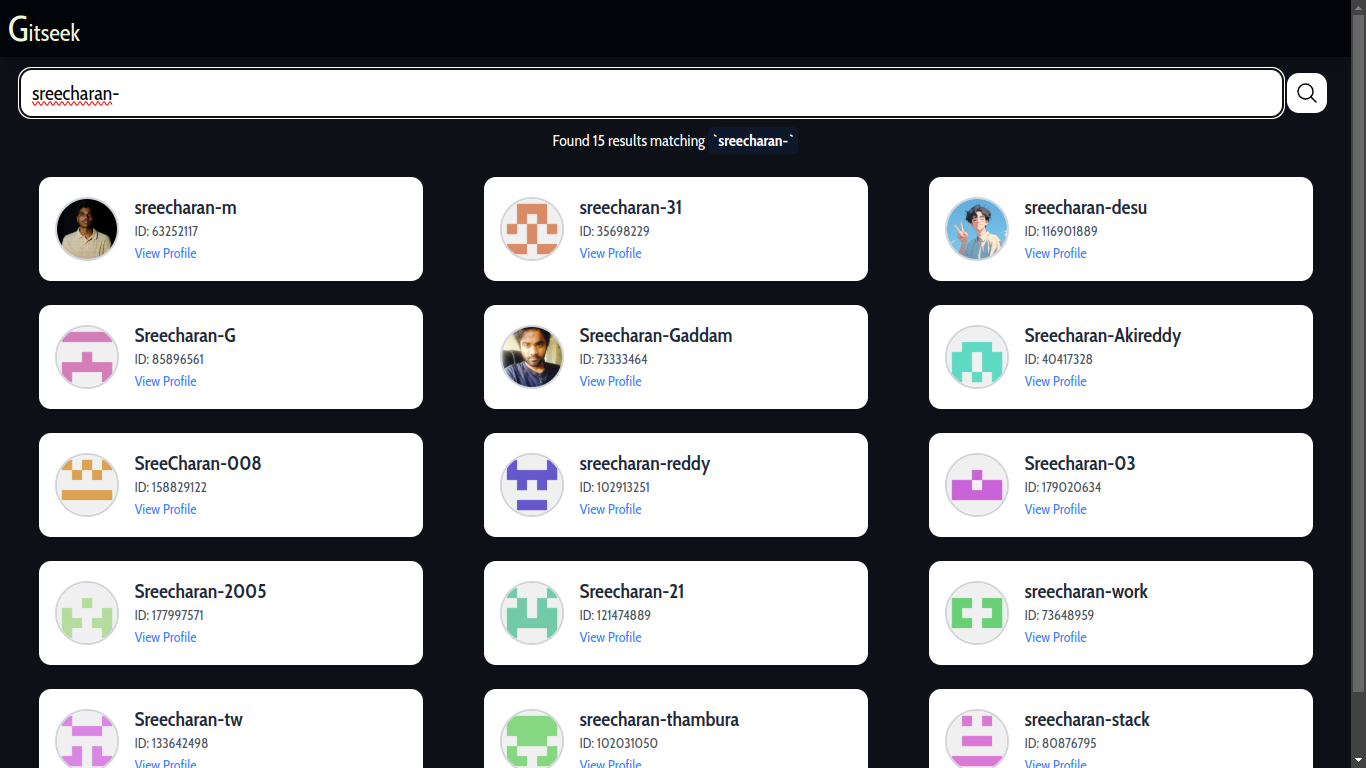 Gitseek
sreecharan-
Found 15 results matching `sreecharan-`
sreecharan-m
ID: 63252117
View Profile
sreecharan-31
ID: 35698229
View Profile
sreecharan-desu
ID: 116901889
View Profile
Sreecharan-G
ID: 85896561
View Profile
Sreecharan-Gaddam
ID: 73333464
View Profile
Sreecharan-Akireddy
ID: 40417328
View Profile
SreeCharan-008
ID: 158829122
View Profile
sreecharan-reddy
ID: 102913251
View Profile
Sreecharan-03
ID: 179020634
View Profile
Sreecharan-2005
ID: 177997571
View Profile
Sreecharan-21
ID: 121474889
View Profile
sreecharan-work
ID: 73648959
View Profile
Sreecharan-tw
ID: 133642498
View Profile
sreecharan-thambura
ID: 102031050
View Profile
sreecharan-stack
ID: 80876795
View Profile